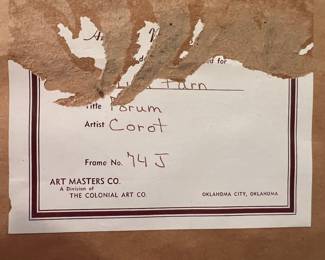 for
Title Forum
Artist Corot
Frame No. 74 J
ART MASTERS CO.
A Division of
THE COLONIAL ART CO.
OKLAHOMA CITY, OKLAHOMA